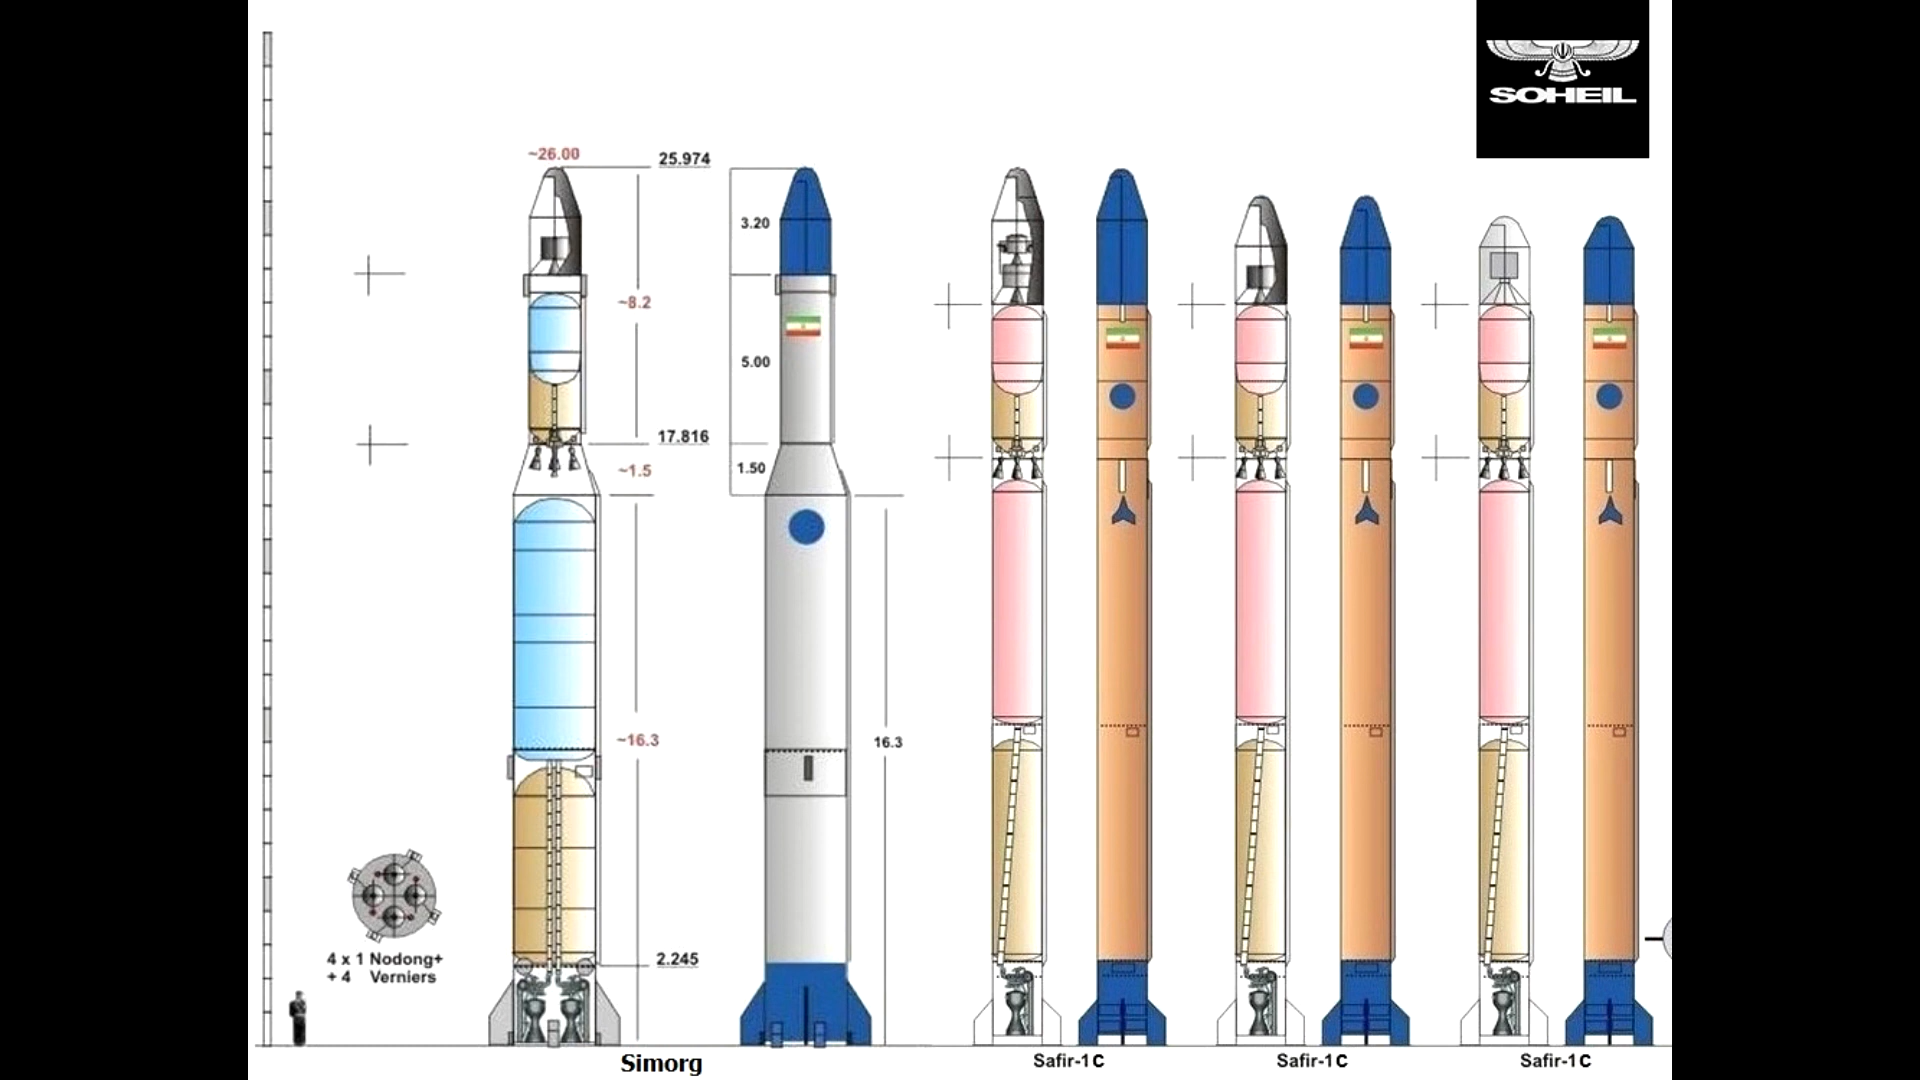 SOHEIL
~26.00
25.974
3.20
~8.2
5.00
17.816
~1.5
1.50
~16.3
16.3
4 x 1 Nodong+
+ 4 Verniers
2.245
Simorg
Safir-1C
Safir-1C
Safir-1C